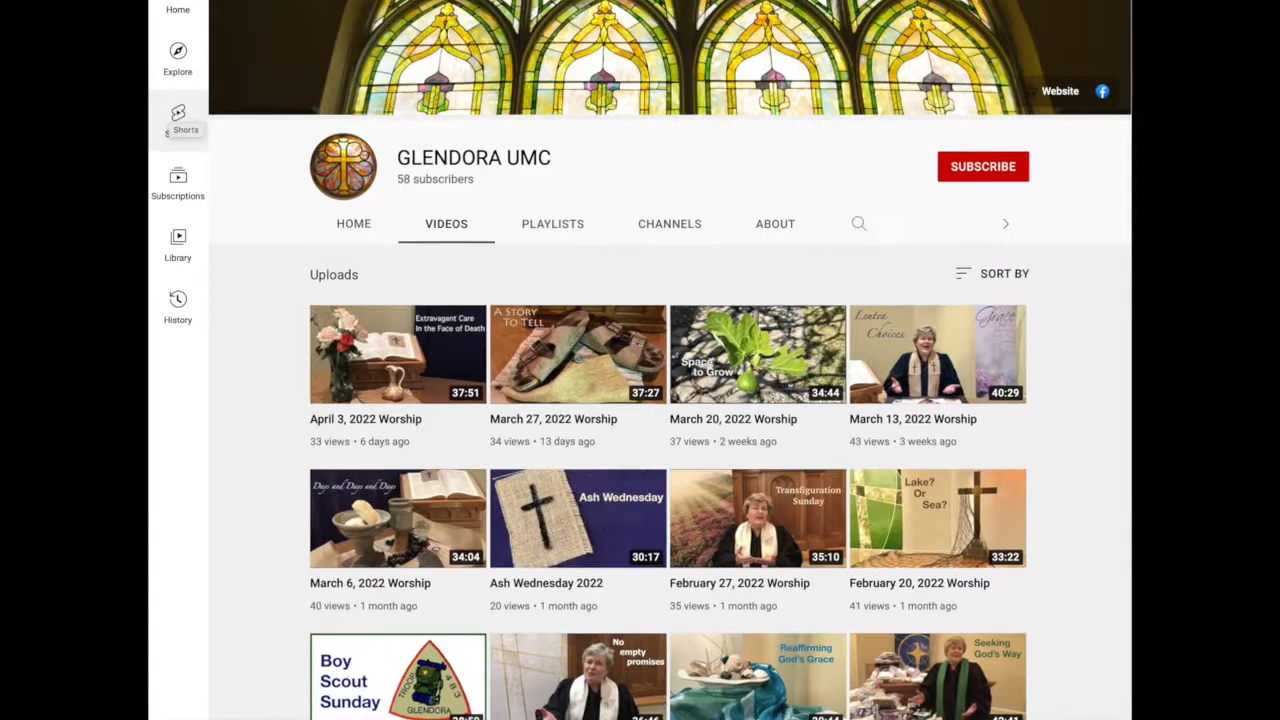 Home
Explore
Shorts
Subscriptions
Library
History
Website
GLENDORA UMC
58 subscribers
SUBSCRIBE
HOME VIDEOS PLAYLISTS CHANNELS ABOUT
Uploads
SORT BY
Extravagant Care
In the Face of Death
37:51
April 3, 2022 Worship
33 views • 6 days ago
A STORY
TO TELL
37:27
March 27, 2022 Worship
34 views • 13 days ago
Space
to Grow
34:44
March 20, 2022 Worship
37 views • 2 weeks ago
Lenten
Choices
Grace
40:29
March 13, 2022 Worship
43 views • 3 weeks ago
Days and Days and Days
34:04
March 6, 2022 Worship
40 views • 1 month ago
Ash Wednesday
30:17
Ash Wednesday 2022
20 views • 1 month ago
Transfiguration
Sunday
35:10
February 27, 2022 Worship
35 views • 1 month ago
Lake?
Or
Sea?
33:22
February 20, 2022 Worship
41 views • 1 month ago
Boy
Scout
Sunday
TROOP 483
GLENDORA
No
empty
promises
Reaffirming
God's Grace
Seeking
God's Way